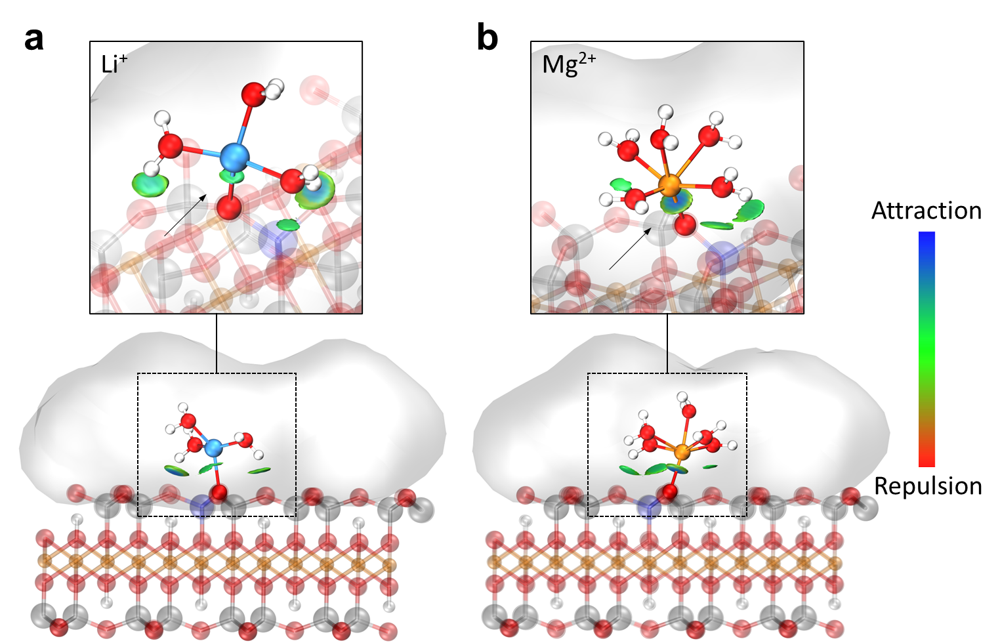 a
b
Li⁺
Mg²⁺
Attraction
Repulsion